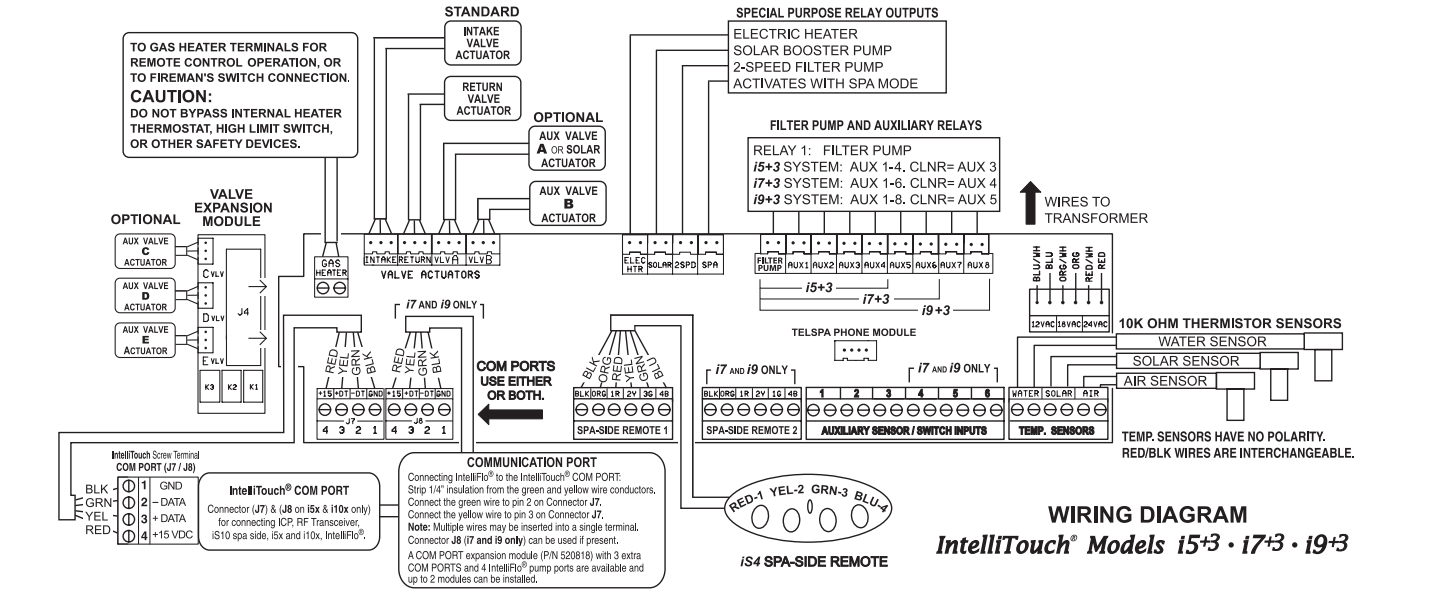 STANDARD
INTAKE
VALVE
ACTUATOR
RETURN
VALVE
ACTUATOR
OPTIONAL
AUX VALVE
A OR SOLAR
ACTUATOR
AUX VALVE
B
ACTUATOR
TO GAS HEATER TERMINALS FOR
REMOTE CONTROL OPERATION, OR
TO FIREMAN'S SWITCH CONNECTION.
CAUTION:
DO NOT BYPASS INTERNAL HEATER
THERMOSTAT, HIGH LIMIT SWITCH,
OR OTHER SAFETY DEVICES.
SPECIAL PURPOSE RELAY OUTPUTS
ELECTRIC HEATER
SOLAR BOOSTER PUMP
2-SPEED FILTER PUMP
ACTIVATES WITH SPA MODE
FILTER PUMP AND AUXILIARY RELAYS
RELAY 1: FILTER PUMP
i5+3 SYSTEM: AUX 1-4. CLNR= AUX 3
i7+3 SYSTEM: AUX 1-6. CLNR= AUX 4
i9+3 SYSTEM: AUX 1-8. CLNR= AUX 5
WIRES TO
TRANSFORMER
VALVE
EXPANSION
MODULE
OPTIONAL
AUX VALVE
C
ACTUATOR
AUX VALVE
D
ACTUATOR
AUX VALVE
E
ACTUATOR
C VLV
D VLV
E VLV
J4
K3 K2 K1
GAS
HEATER
INTAKE RETURN VLV A VLV B
VALVE ACTUATORS
ELEC
HTR SOLAR 2SPD SPA
FILTER
PUMP AUX1 AUX2 AUX3 AUX4 AUX5 AUX6 AUX7 AUX8
i5+3
i7+3
i9+3
BLU/WH BLU ORG/WH ORG RED/WH RED
12VAC 18VAC 24VAC
i7 AND i9 ONLY
RED YEL GRN BLK
RED YEL GRN BLK
+15 +DT -DT GND
+15 +DT -DT GND
J7
J8
4 3 2 1
4 3 2 1
COM PORTS
USE EITHER
OR BOTH.
BLK ORG RED YEL GRN BLU
BLK ORG 1R 2Y 3G 4B
SPA-SIDE REMOTE 1
i7 AND i9 ONLY
BLK ORG 1R 2Y 1G 4B
SPA-SIDE REMOTE 2
TELSPA PHONE MODULE
i7 AND i9 ONLY
1 2 3 4 5 6
AUXILIARY SENSOR / SWITCH INPUTS
WATER SOLAR AIR
TEMP. SENSORS
10K OHM THERMISTOR SENSORS
WATER SENSOR
SOLAR SENSOR
AIR SENSOR
TEMP. SENSORS HAVE NO POLARITY.
RED/BLK WIRES ARE INTERCHANGEABLE.
IntelliTouch Screw Terminal
COM PORT (J7 / J8)
BLK 1 GND
GRN 2 – DATA
YEL 3 + DATA
RED 4 +15 VDC
IntelliTouch® COM PORT
Connector (J7) & (J8 on i5x & i10x only)
for connecting ICP, RF Transceiver,
iS10 spa side, i5x and i10x, IntelliFlo®.
COMMUNICATION PORT
Connecting IntelliFlo® to the IntelliTouch® COM PORT:
Strip 1/4" insulation from the green and yellow wire conductors.
Connect the green wire to pin 2 on Connector J7.
Connect the yellow wire to pin 3 on Connector J7.
Note: Multiple wires may be inserted into a single terminal.
Connector J8 (i7 and i9 only) can be used if present.
A COM PORT expansion module (P/N 520818) with 3 extra
COM PORTS and 4 IntelliFlo® pump ports are available and
up to 2 modules can be installed.
RED-1 YEL-2 GRN-3 BLU-4
iS4 SPA-SIDE REMOTE
WIRING DIAGRAM
IntelliTouch® Models i5+3 · i7+3 · i9+3